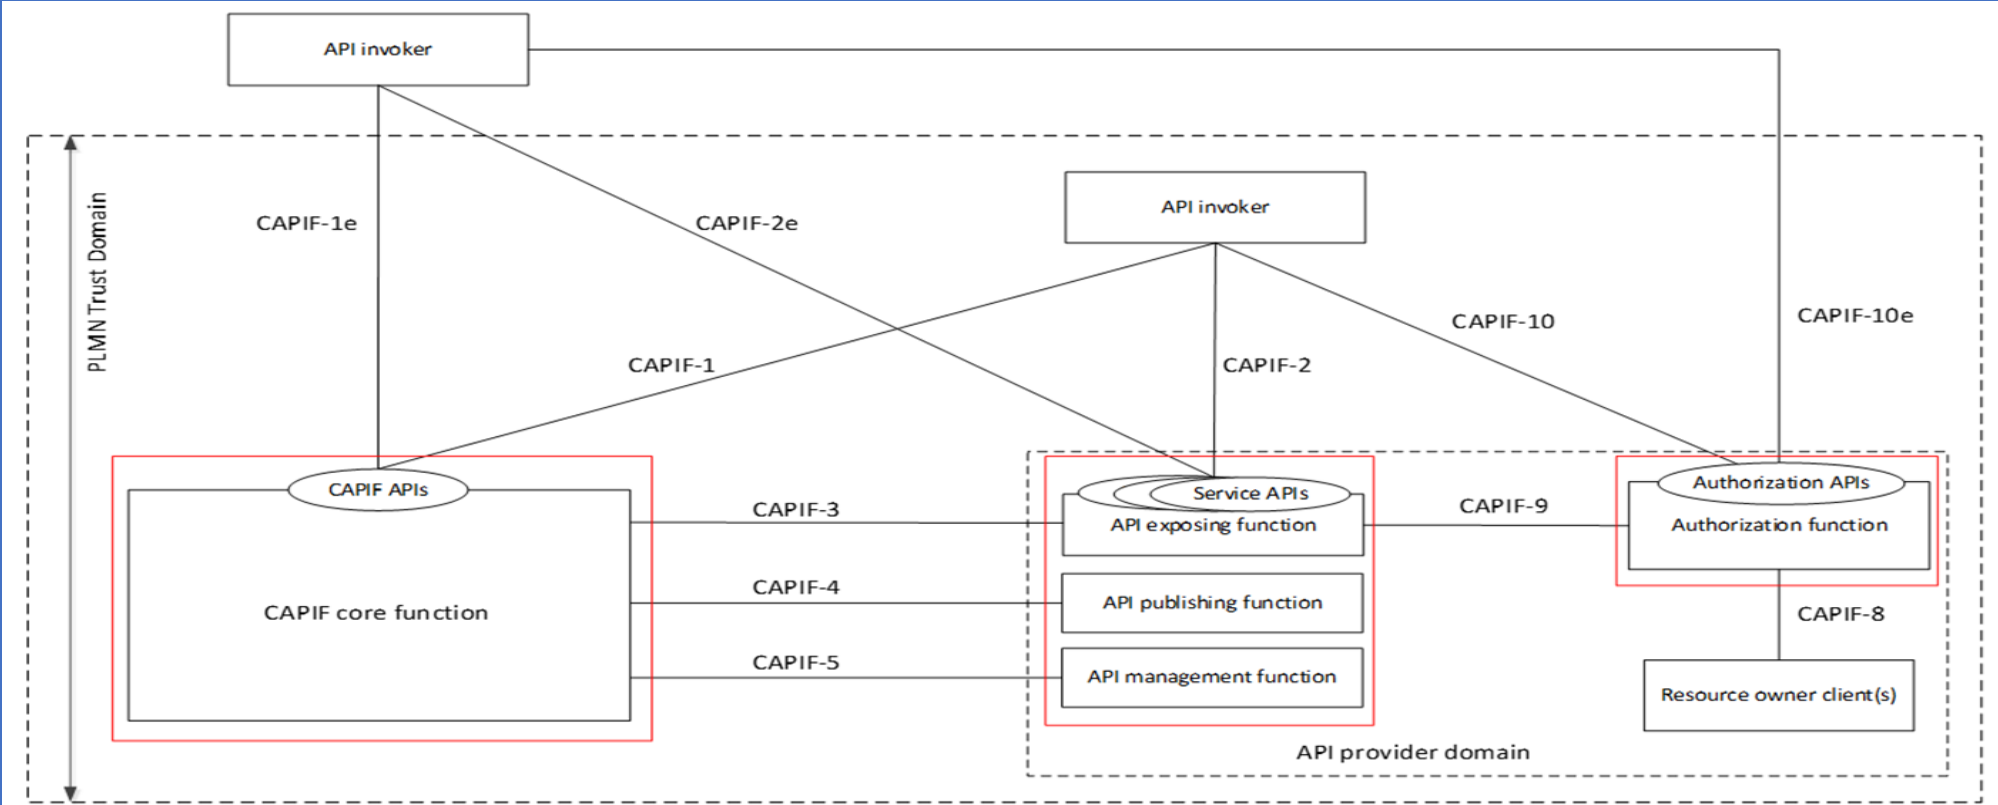 API invoker
PLMN Trust Domain
API invoker
CAPIF-1e
CAPIF-2e
CAPIF-10e
CAPIF-10
CAPIF-1
CAPIF-2
CAPIF APIs
CAPIF core function
CAPIF-3
CAPIF-4
CAPIF-5
Service APIs
API exposing function
API publishing function
API management function
CAPIF-9
Authorization APIs
Authorization function
CAPIF-8
Resource owner client(s)
API provider domain